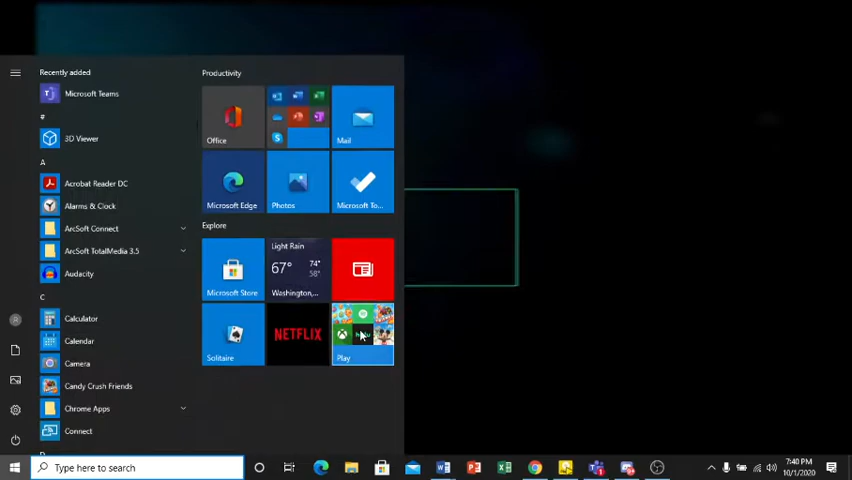 Recently added
Microsoft Teams
#
3D Viewer
A
Acrobat Reader DC
Alarms & Clock
ArcSoft Connect
ArcSoft TotalMedia 3.5
Audacity
C
Calculator
Calendar
Camera
Candy Crush Friends
Chrome Apps
Connect
Productivity
Office
Mail
Microsoft Edge
Photos
Microsoft To...
Explore
Microsoft Store
Light Rain
67° 74°
58°
Washington,...
Solitaire
NETFLIX
Play
Type here to search
7:40 PM
10/1/2020